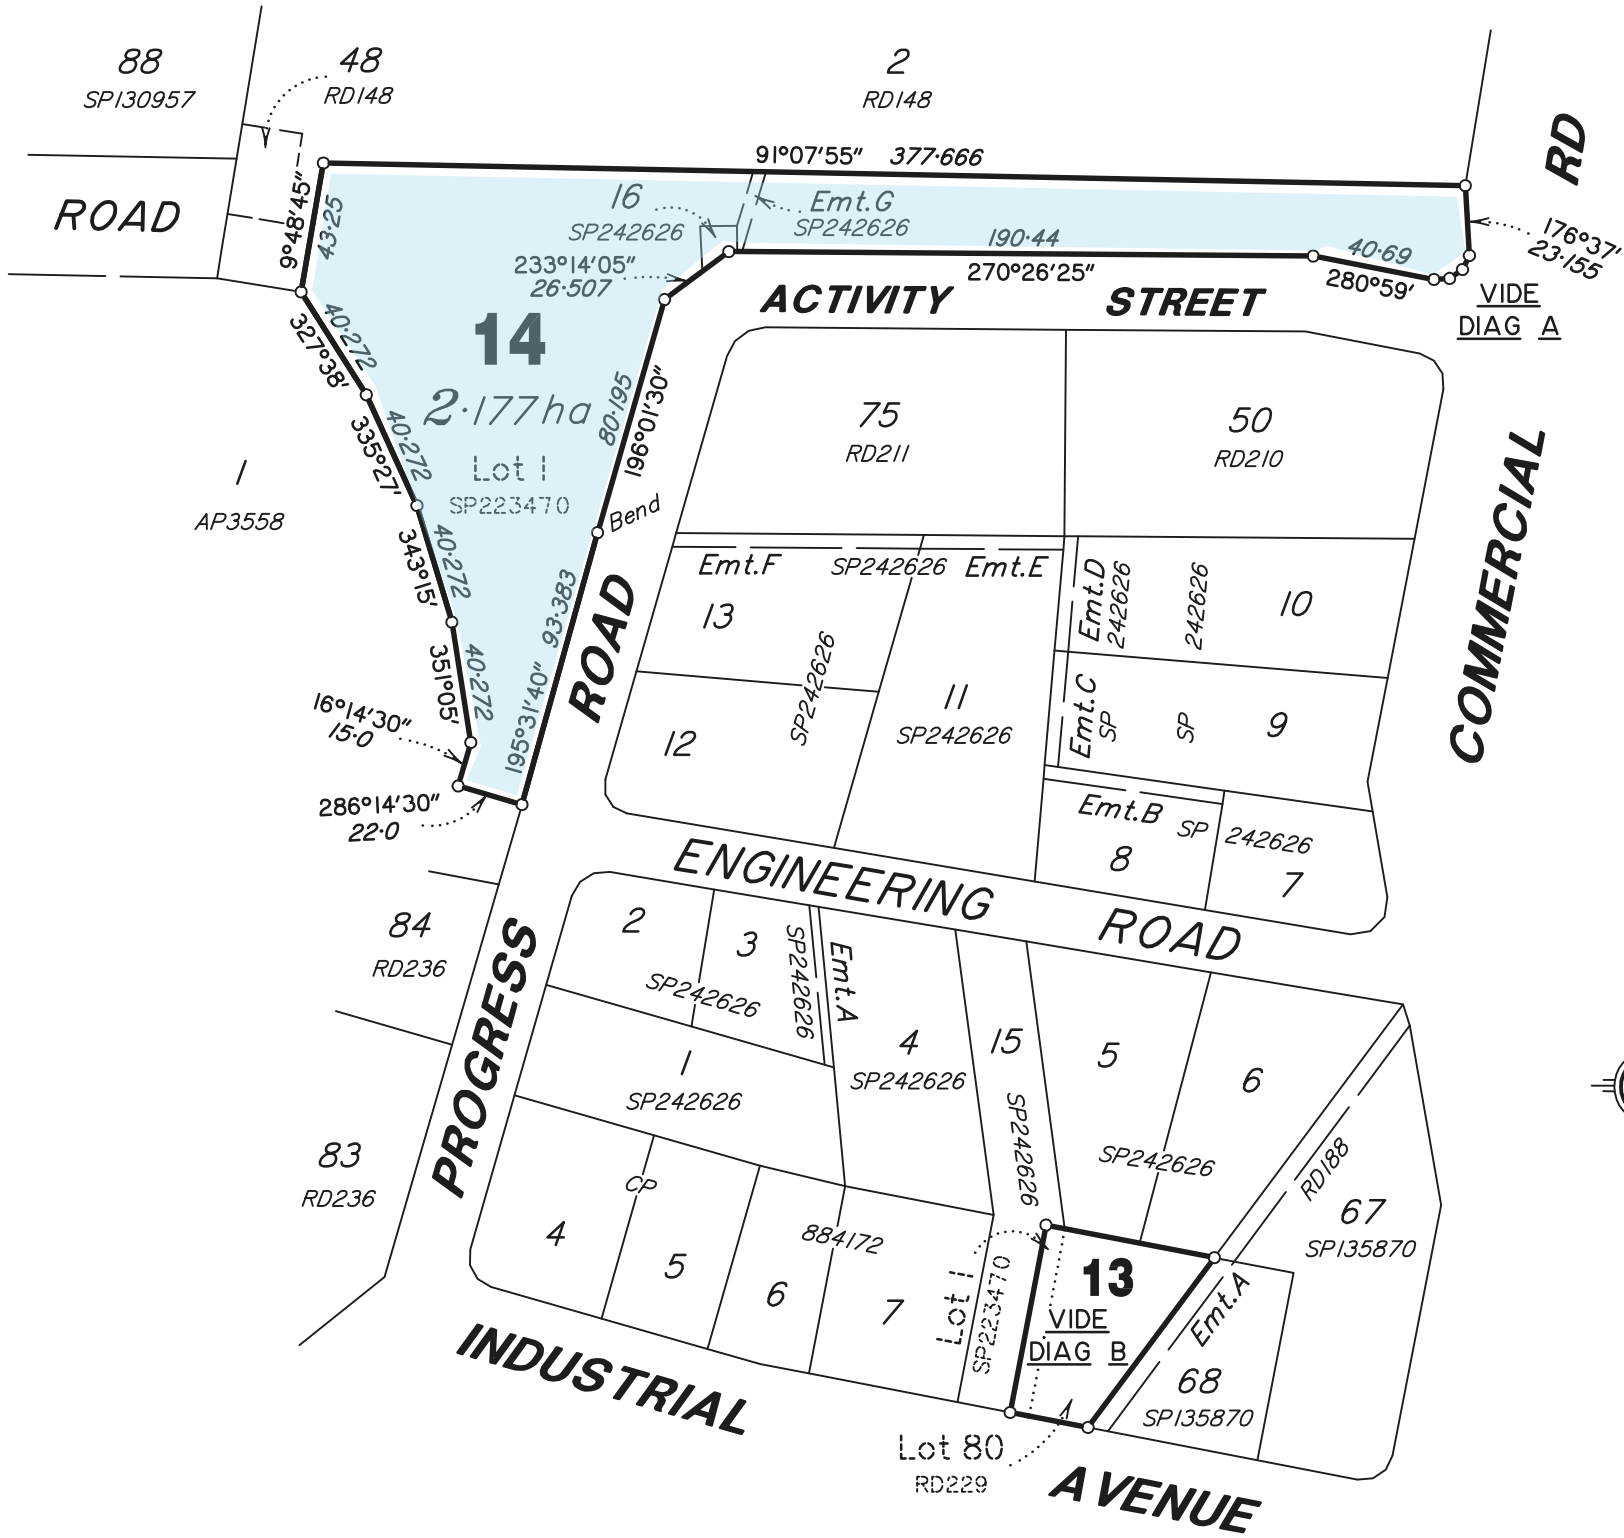 88
SP130957
48
RD148
2
RD148
RD
ROAD
91°07'55" 377·666
9°48'45"
43·25
16
SP242626
Emt.G
SP242626
190·44
270°26'25"
40·69
280°59'
176°37'
23·155
VIDE
DIAG A
233°14'05"
26·507
ACTIVITY STREET
14
2·177ha
Lot 1
SP223470
40·272
327°38'
40·272
335°27'
40·272
343°15'
40·272
351°05'
80·195
196°01'30"
Bend
93·383
195°31'40"
16°14'30"
15·0
286°14'30"
22·0
1
AP3558
75
RD211
50
RD210
COMMERCIAL
Emt.F
SP242626
Emt.E
Emt.D
242626
242626
10
13
SP242626
12
11
SP242626
Emt.C
SP
SP
9
Emt.B
SP 242626
8
7
ROAD
ENGINEERING ROAD
84
RD236
PROGRESS
2
3
SP242626
SP242626
Emt.A
4
SP242626
15
SP242626
5
6
SP242626
1
SP242626
83
RD236
RD188
67
SP135870
CP
4
5
6
884172
7
Lot 1
SP223470
13
VIDE
DIAG B
Emt.A
68
SP135870
INDUSTRIAL
Lot 80
RD229
AVENUE